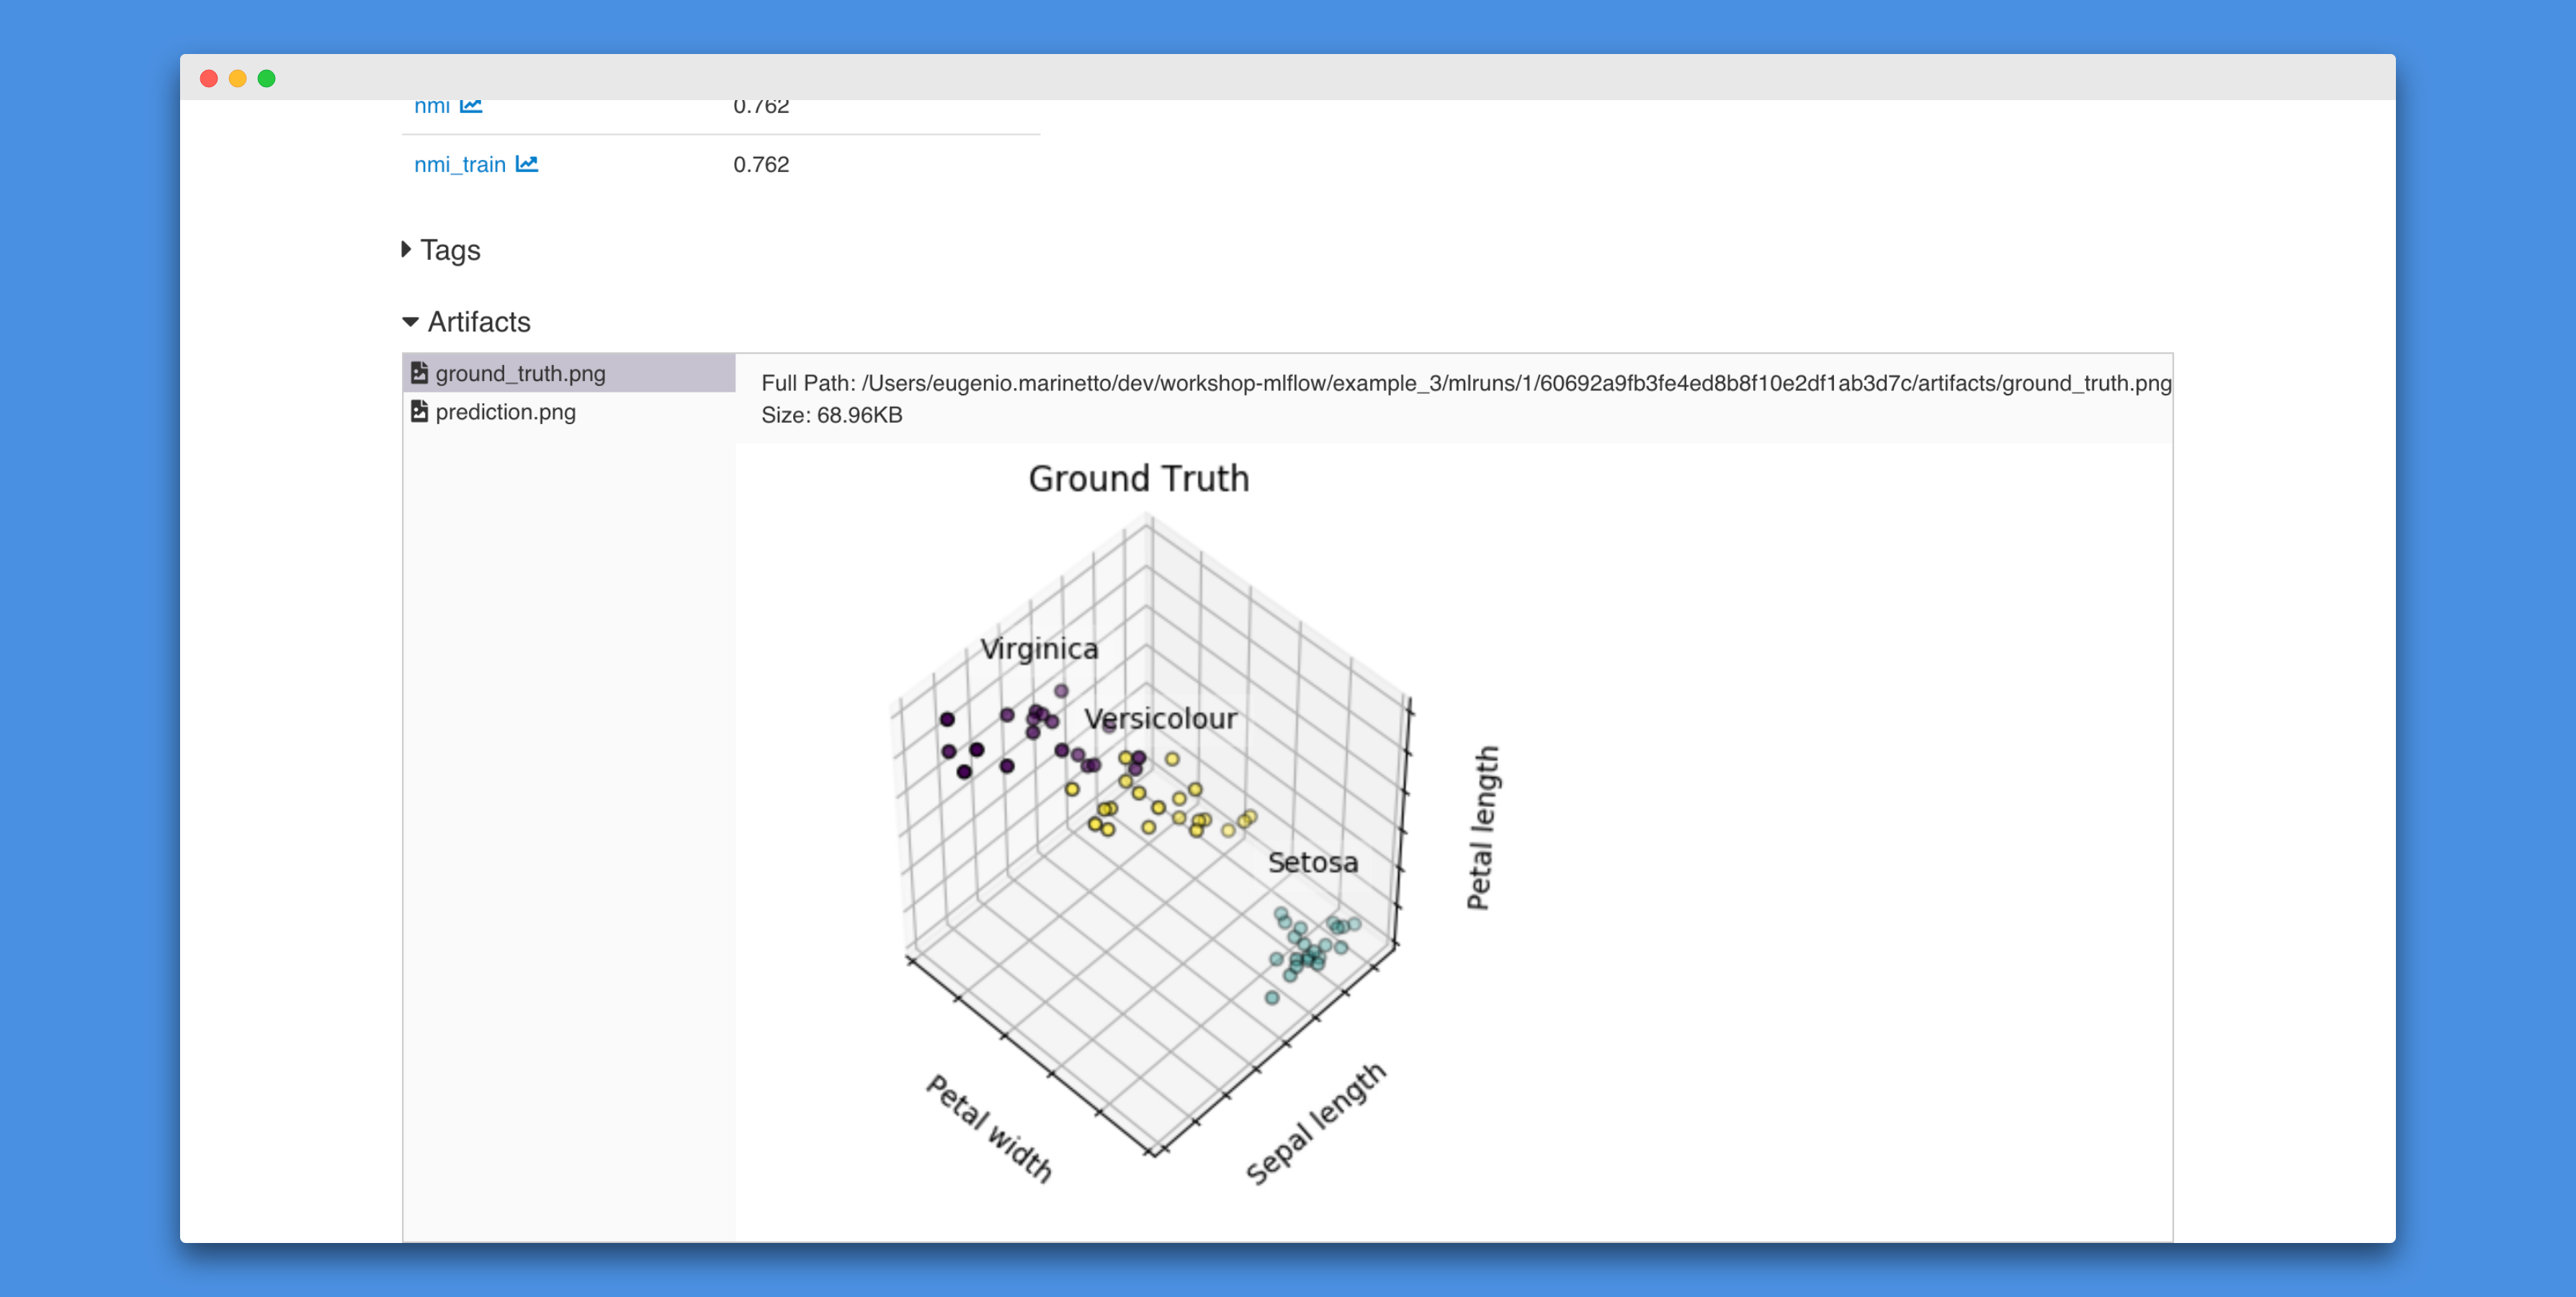 nmi 0.762
nmi_train 0.762
Tags
Artifacts
ground_truth.png
prediction.png
Full Path: /Users/eugenio.marinetto/dev/workshop-mlflow/example_3/mlruns/1/60692a9fb3fe4ed8b8f10e2df1ab3d7c/artifacts/ground_truth.png
Size: 68.96KB
Ground Truth
Virginica
Versicolour
Setosa
Petal length
Petal width
Sepal length